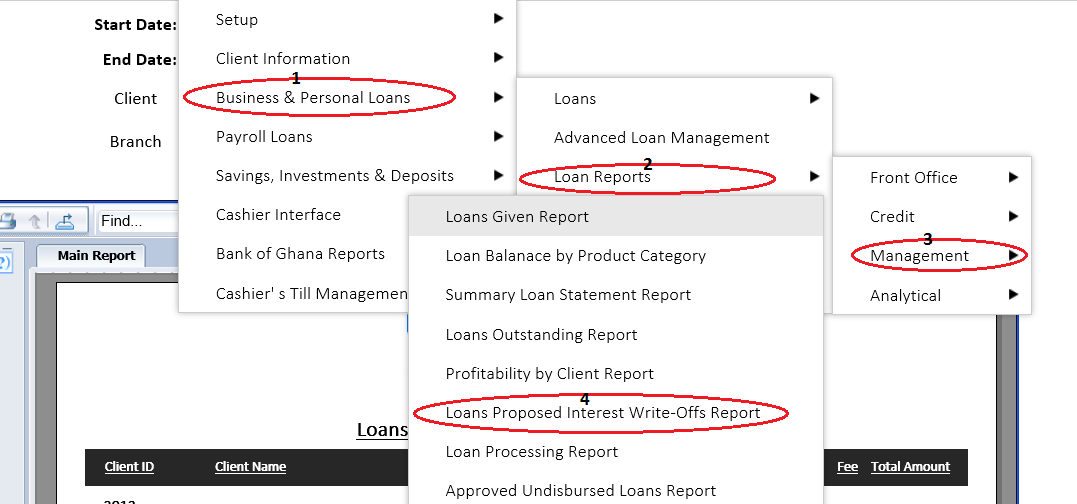 Start Date:
End Date:
Client
Branch
Setup
Client Information
1
Business & Personal Loans
Payroll Loans
Savings, Investments & Deposits
Cashier Interface
Bank of Ghana Reports
Cashier' s Till Managemen
Loans
Advanced Loan Management
2
Loan Reports
Front Office
Credit
3
Management
Analytical
Loans Given Report
Loan Balanace by Product Category
Summary Loan Statement Report
Loans Outstanding Report
Profitability by Client Report
4
Loans Proposed Interest Write-Offs Report
Loan Processing Report
Approved Undisbursed Loans Report
Find...
Main Report
Loans
Client ID Client Name Fee Total Amount
2012